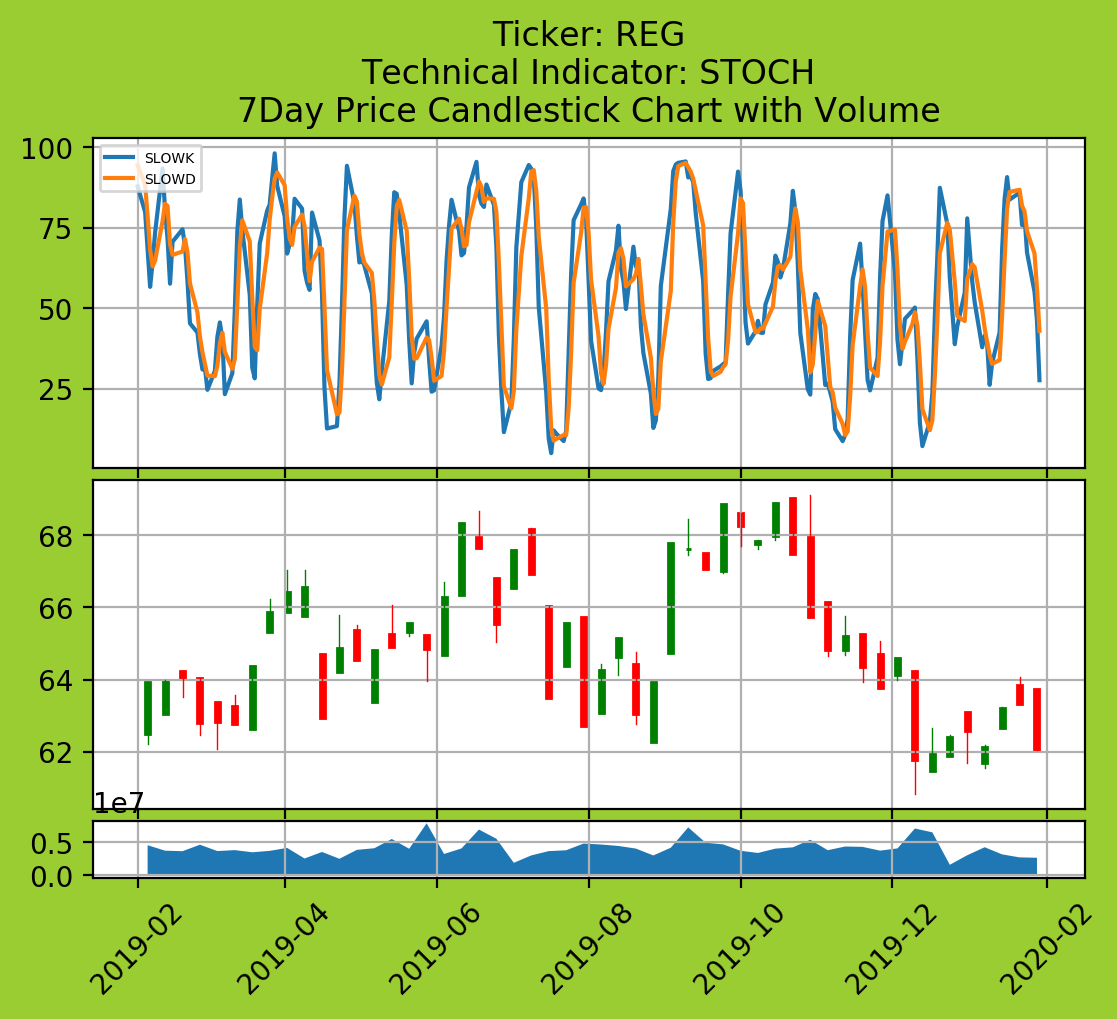 Ticker: REG
Technical Indicator: STOCH
7Day Price Candlestick Chart with Volume
100
75
50
25
SLOWK
SLOWD
68
66
64
62
1e7
0.5
0.0
2019-02
2019-04
2019-06
2019-08
2019-10
2019-12
2020-02